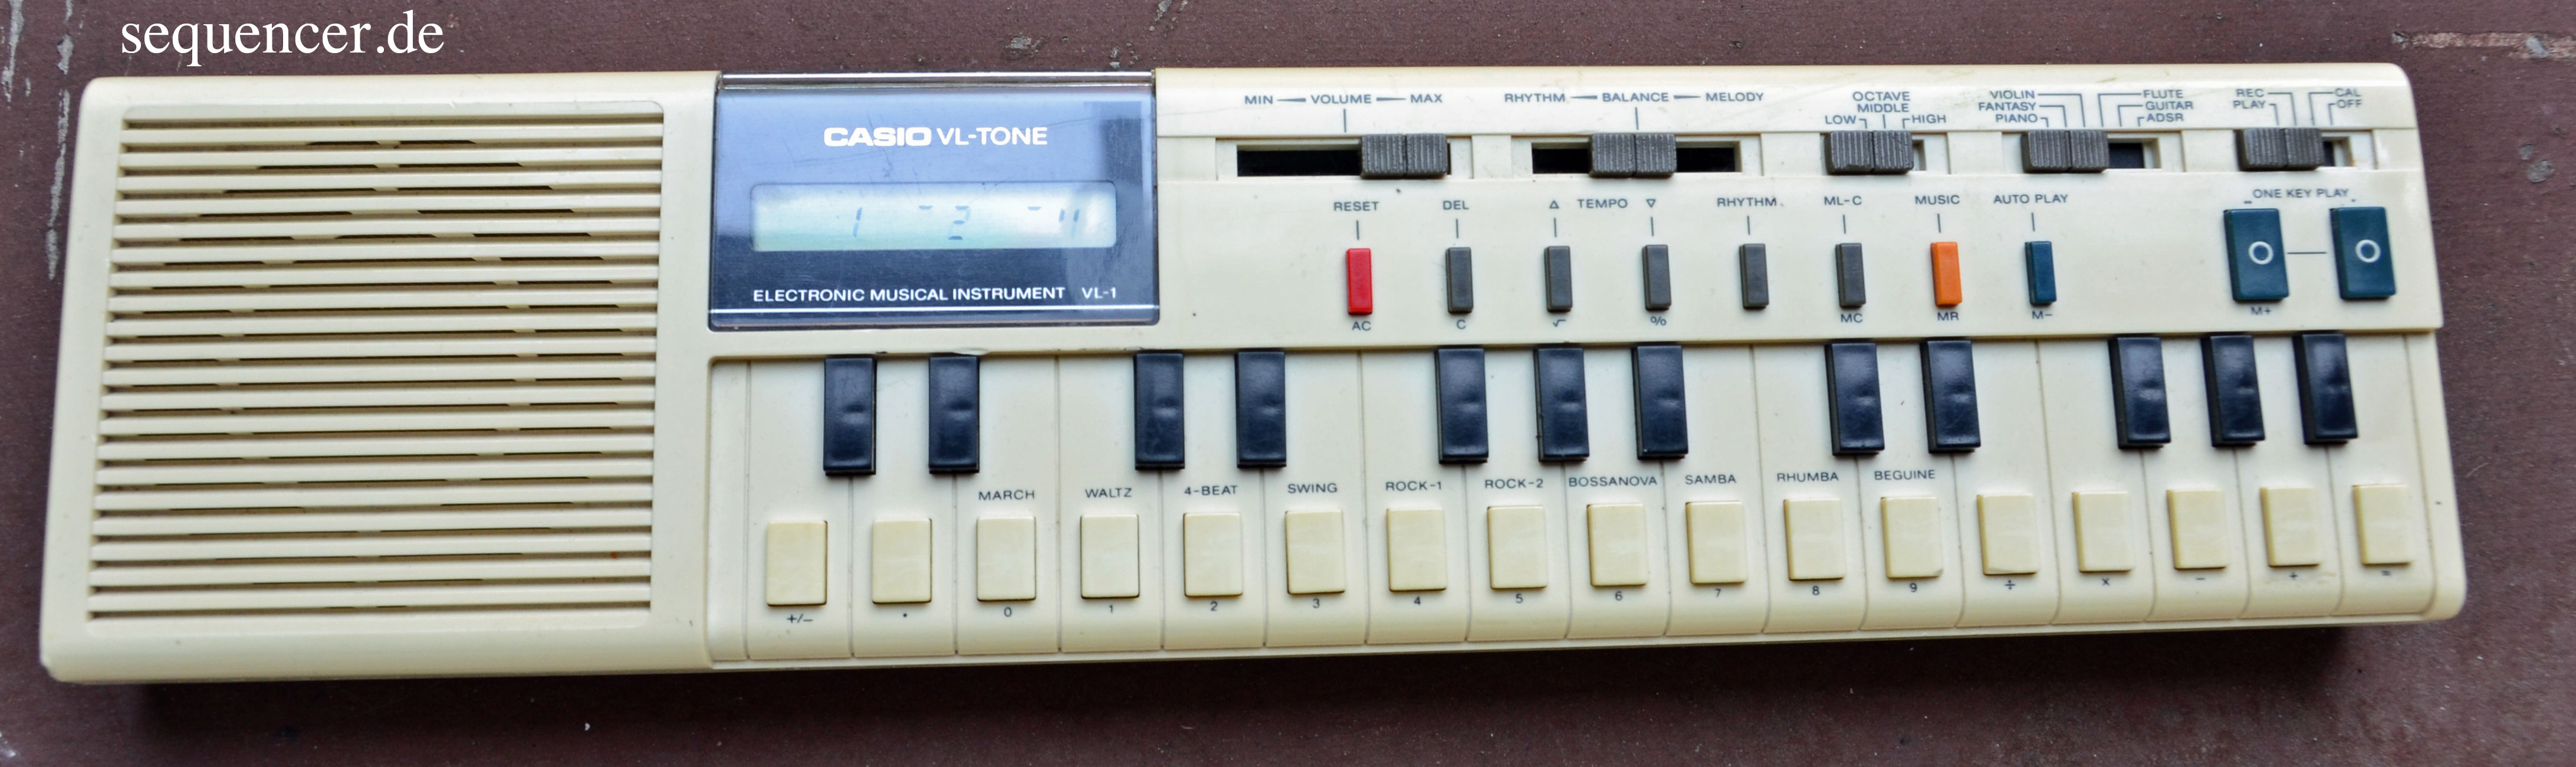 sequencer.de
CASIO VL-TONE
ELECTRONIC MUSICAL INSTRUMENT VL-1
MIN VOLUME MAX
RHYTHM BALANCE MELODY
OCTAVE
MIDDLE
LOW HIGH
VIOLIN FLUTE
FANTASY GUITAR
PIANO ADSR
REC CAL
PLAY OFF
RESET DEL △ TEMPO ▽ RHYTHM ML-C MUSIC AUTO PLAY ONE KEY PLAY
AC C √ % MC MR M- M+
MARCH WALTZ 4-BEAT SWING ROCK-1 ROCK-2 BOSSANOVA SAMBA RHUMBA BEGUINE
+/− • 0 1 2 3 4 5 6 7 8 9 ÷ × − + =